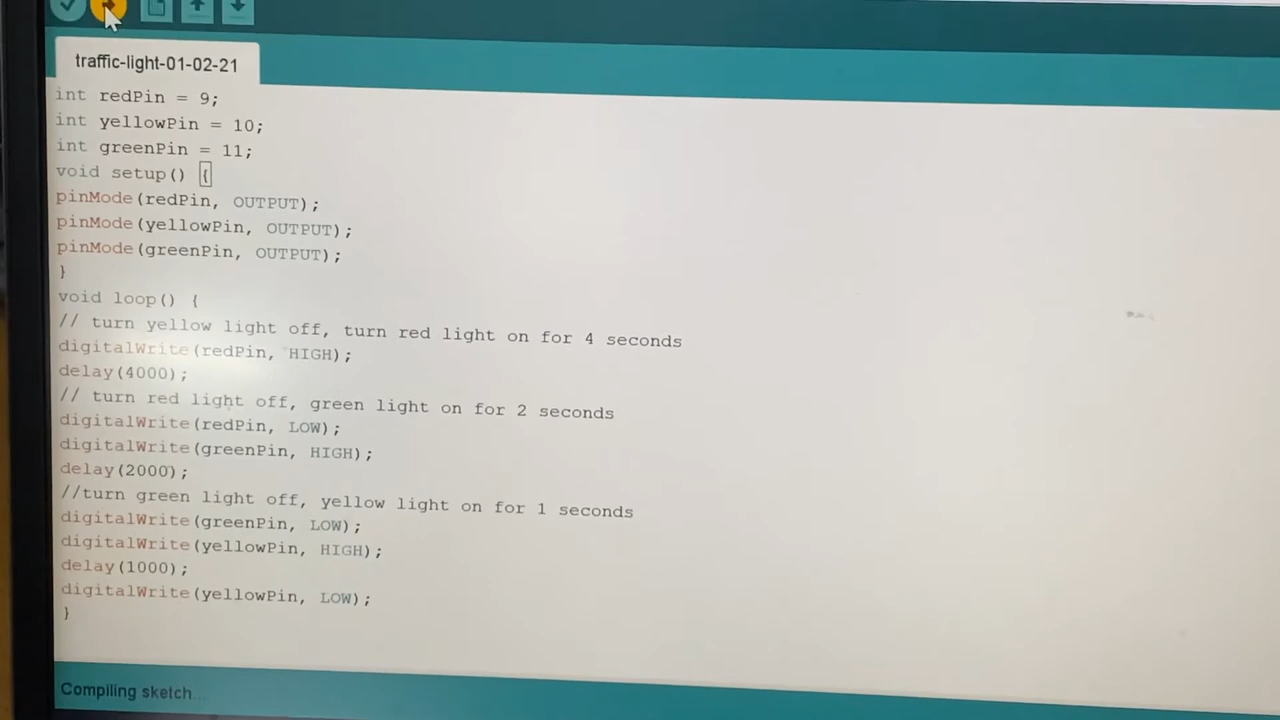 traffic-light-01-02-21
int redPin = 9;
int yellowPin = 10;
int greenPin = 11;
void setup() {
pinMode(redPin, OUTPUT);
pinMode(yellowPin, OUTPUT);
pinMode(greenPin, OUTPUT);
}
void loop() {
// turn yellow light off, turn red light on for 4 seconds
digitalWrite(redPin, HIGH);
delay(4000);
// turn red light off, green light on for 2 seconds
digitalWrite(redPin, LOW);
digitalWrite(greenPin, HIGH);
delay(2000);
//turn green light off, yellow light on for 1 seconds
digitalWrite(greenPin, LOW);
digitalWrite(yellowPin, HIGH);
delay(1000);
digitalWrite(yellowPin, LOW);
}
Compiling sketch...